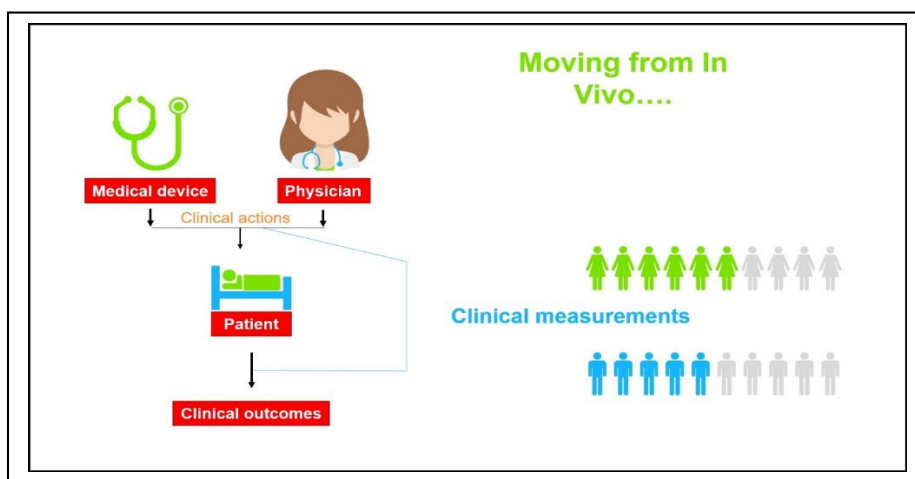 Moving from In
Vivo....
Medical device
Physician
Clinical actions
Patient
Clinical measurements
Clinical outcomes